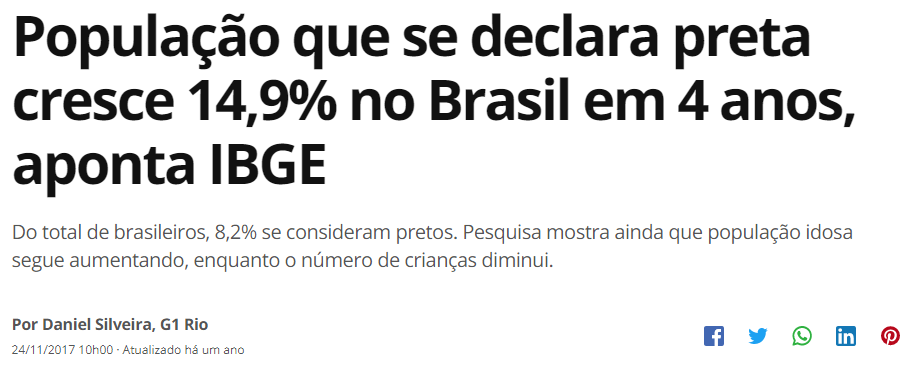 População que se declara preta
cresce 14,9% no Brasil em 4 anos,
aponta IBGE
Do total de brasileiros, 8,2% se consideram pretos. Pesquisa mostra ainda que população idosa
segue aumentando, enquanto o número de crianças diminui.
Por Daniel Silveira, G1 Rio
24/11/2017 10h00 · Atualizado há um ano